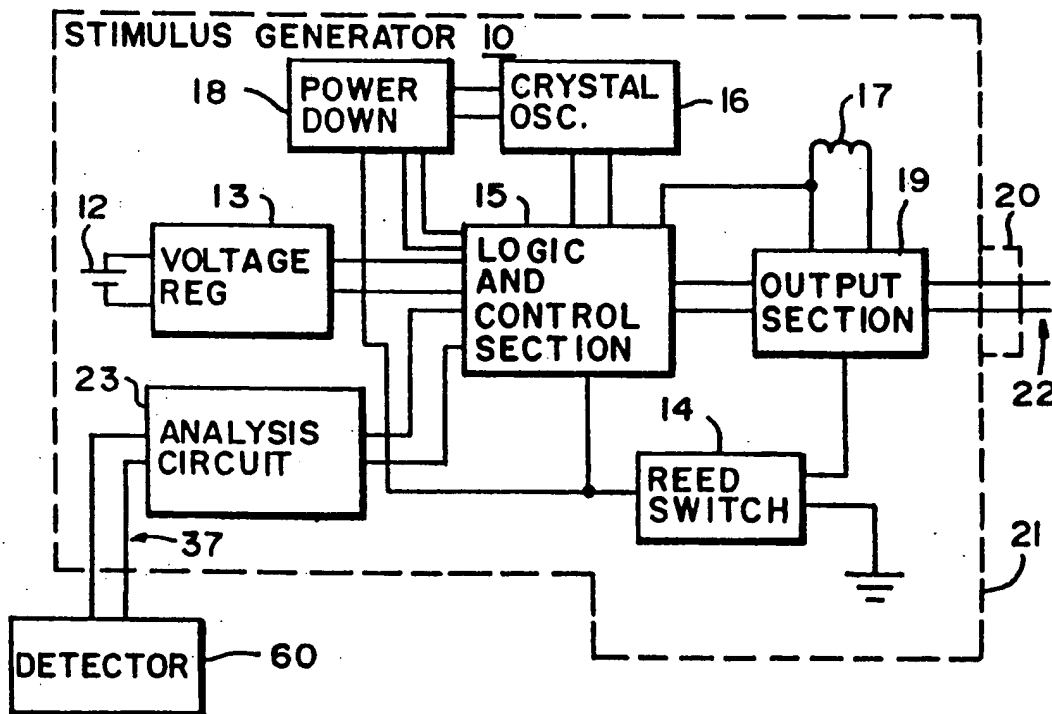 STIMULUS GENERATOR 10
18
POWER
DOWN
CRYSTAL
OSC.
16
17
12
13
VOLTAGE
REG
15
LOGIC
AND
CONTROL
SECTION
19
OUTPUT
SECTION
20
22
23
ANALYSIS
CIRCUIT
14
REED
SWITCH
37
21
DETECTOR
60